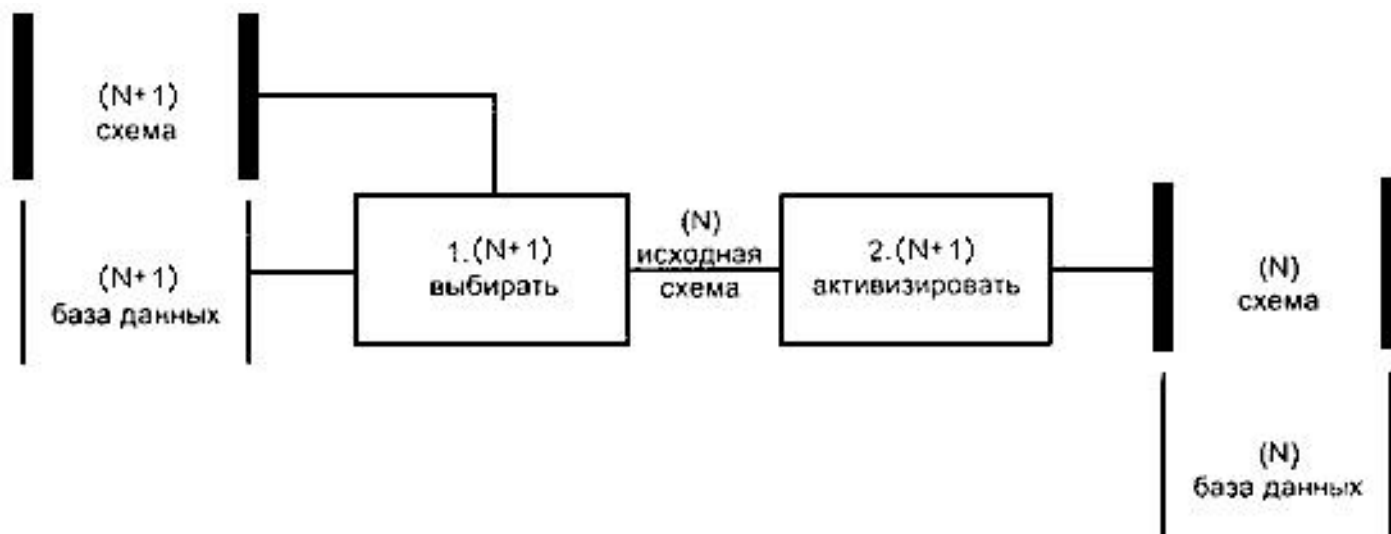 (N+1)
схема
(N+1)
база данных
1.(N+1)
выбирать
(N)
исходная
схема
2.(N+1)
активизировать
(N)
схема
(N)
база данных